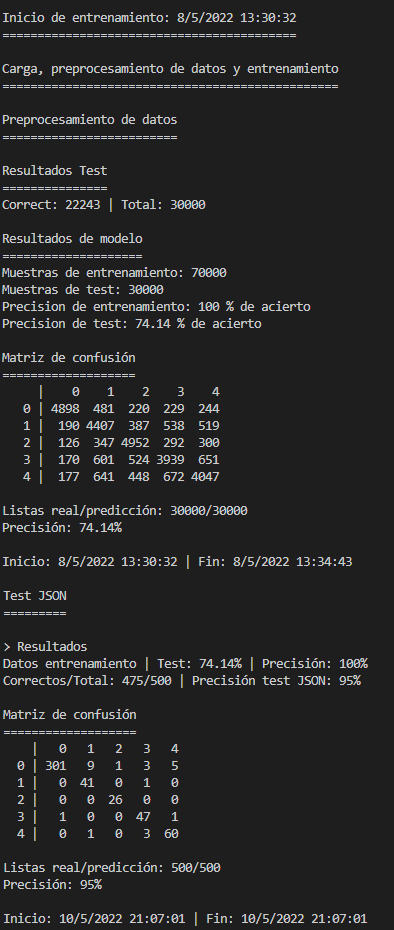 Inicio de entrenamiento: 8/5/2022 13:30:32
==========================================
Carga, preprocesamiento de datos y entrenamiento
================================================
Preprocesamiento de datos
=========================
Resultados Test
===============
Correct: 22243 | Total: 30000
Resultados de modelo
====================
Muestras de entrenamiento: 70000
Muestras de test: 30000
Precision de entrenamiento: 100 % de acierto
Precision de test: 74.14 % de acierto
Matriz de confusión
===================
     |    0    1    2    3    4
   0 | 4898  481  220  229  244
   1 |  190 4407  387  538  519
   2 |  126  347 4952  292  300
   3 |  170  601  524 3939  651
   4 |  177  641  448  672 4047
Listas real/predicción: 30000/30000
Precisión: 74.14%
Inicio: 8/5/2022 13:30:32 | Fin: 8/5/2022 13:34:43
Test JSON
=========
> Resultados
Datos entrenamiento | Test: 74.14% | Precisión: 100%
Correctos/Total: 475/500 | Precisión test JSON: 95%
Matriz de confusión
===================
    |   0   1   2   3   4
  0 | 301   9   1   3   5
  1 |   0  41   0   1   0
  2 |   0   0  26   0   0
  3 |   1   0   0  47   1
  4 |   0   1   0   3  60
Listas real/predicción: 500/500
Precisión: 95%
Inicio: 10/5/2022 21:07:01 | Fin: 10/5/2022 21:07:01